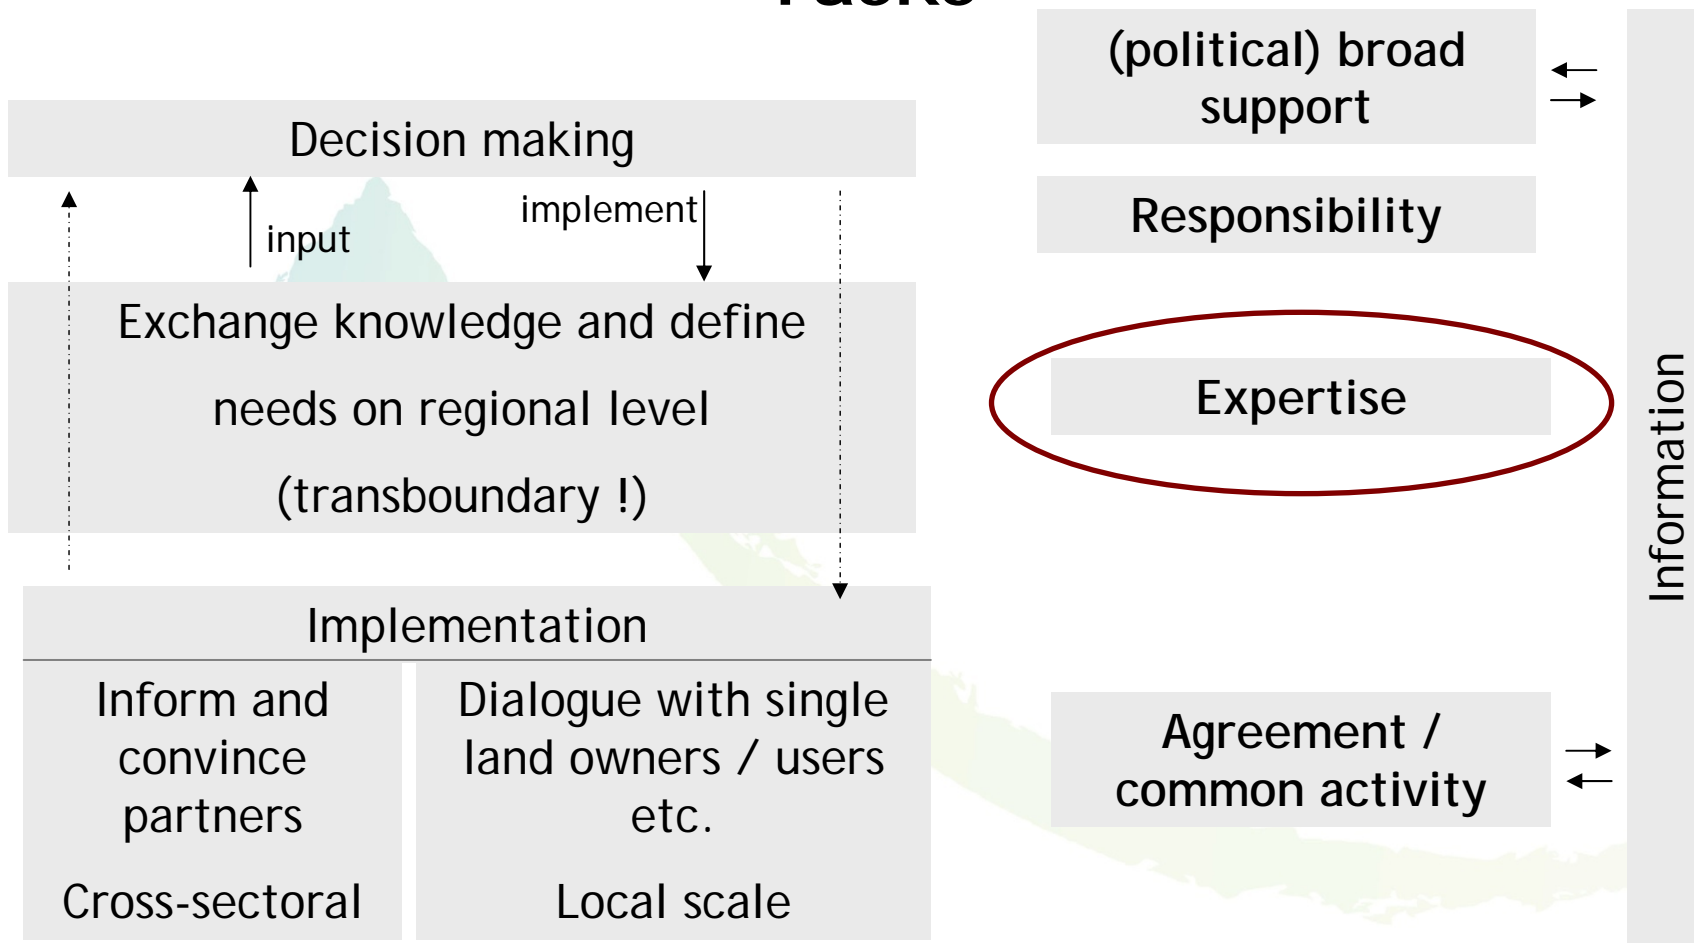 Decision making
input
implement
Exchange knowledge and define
needs on regional level
(transboundary !)
Implementation
Inform and
convince
partners
Cross-sectoral
Dialogue with single
land owners / users
etc.
Local scale
(political) broad
support
Responsibility
Expertise
Agreement /
common activity
Information